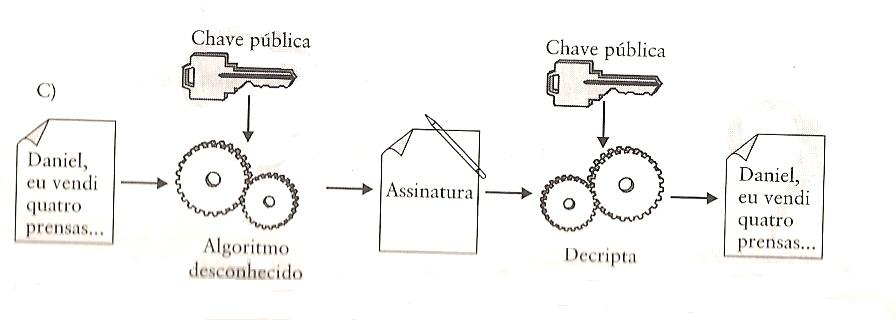 C)
Chave pública
Daniel,
eu vendi
quatro
prensas...
Algoritmo
desconhecido
Assinatura
Chave pública
Decripta
Daniel,
eu vendi
quatro
prensas...